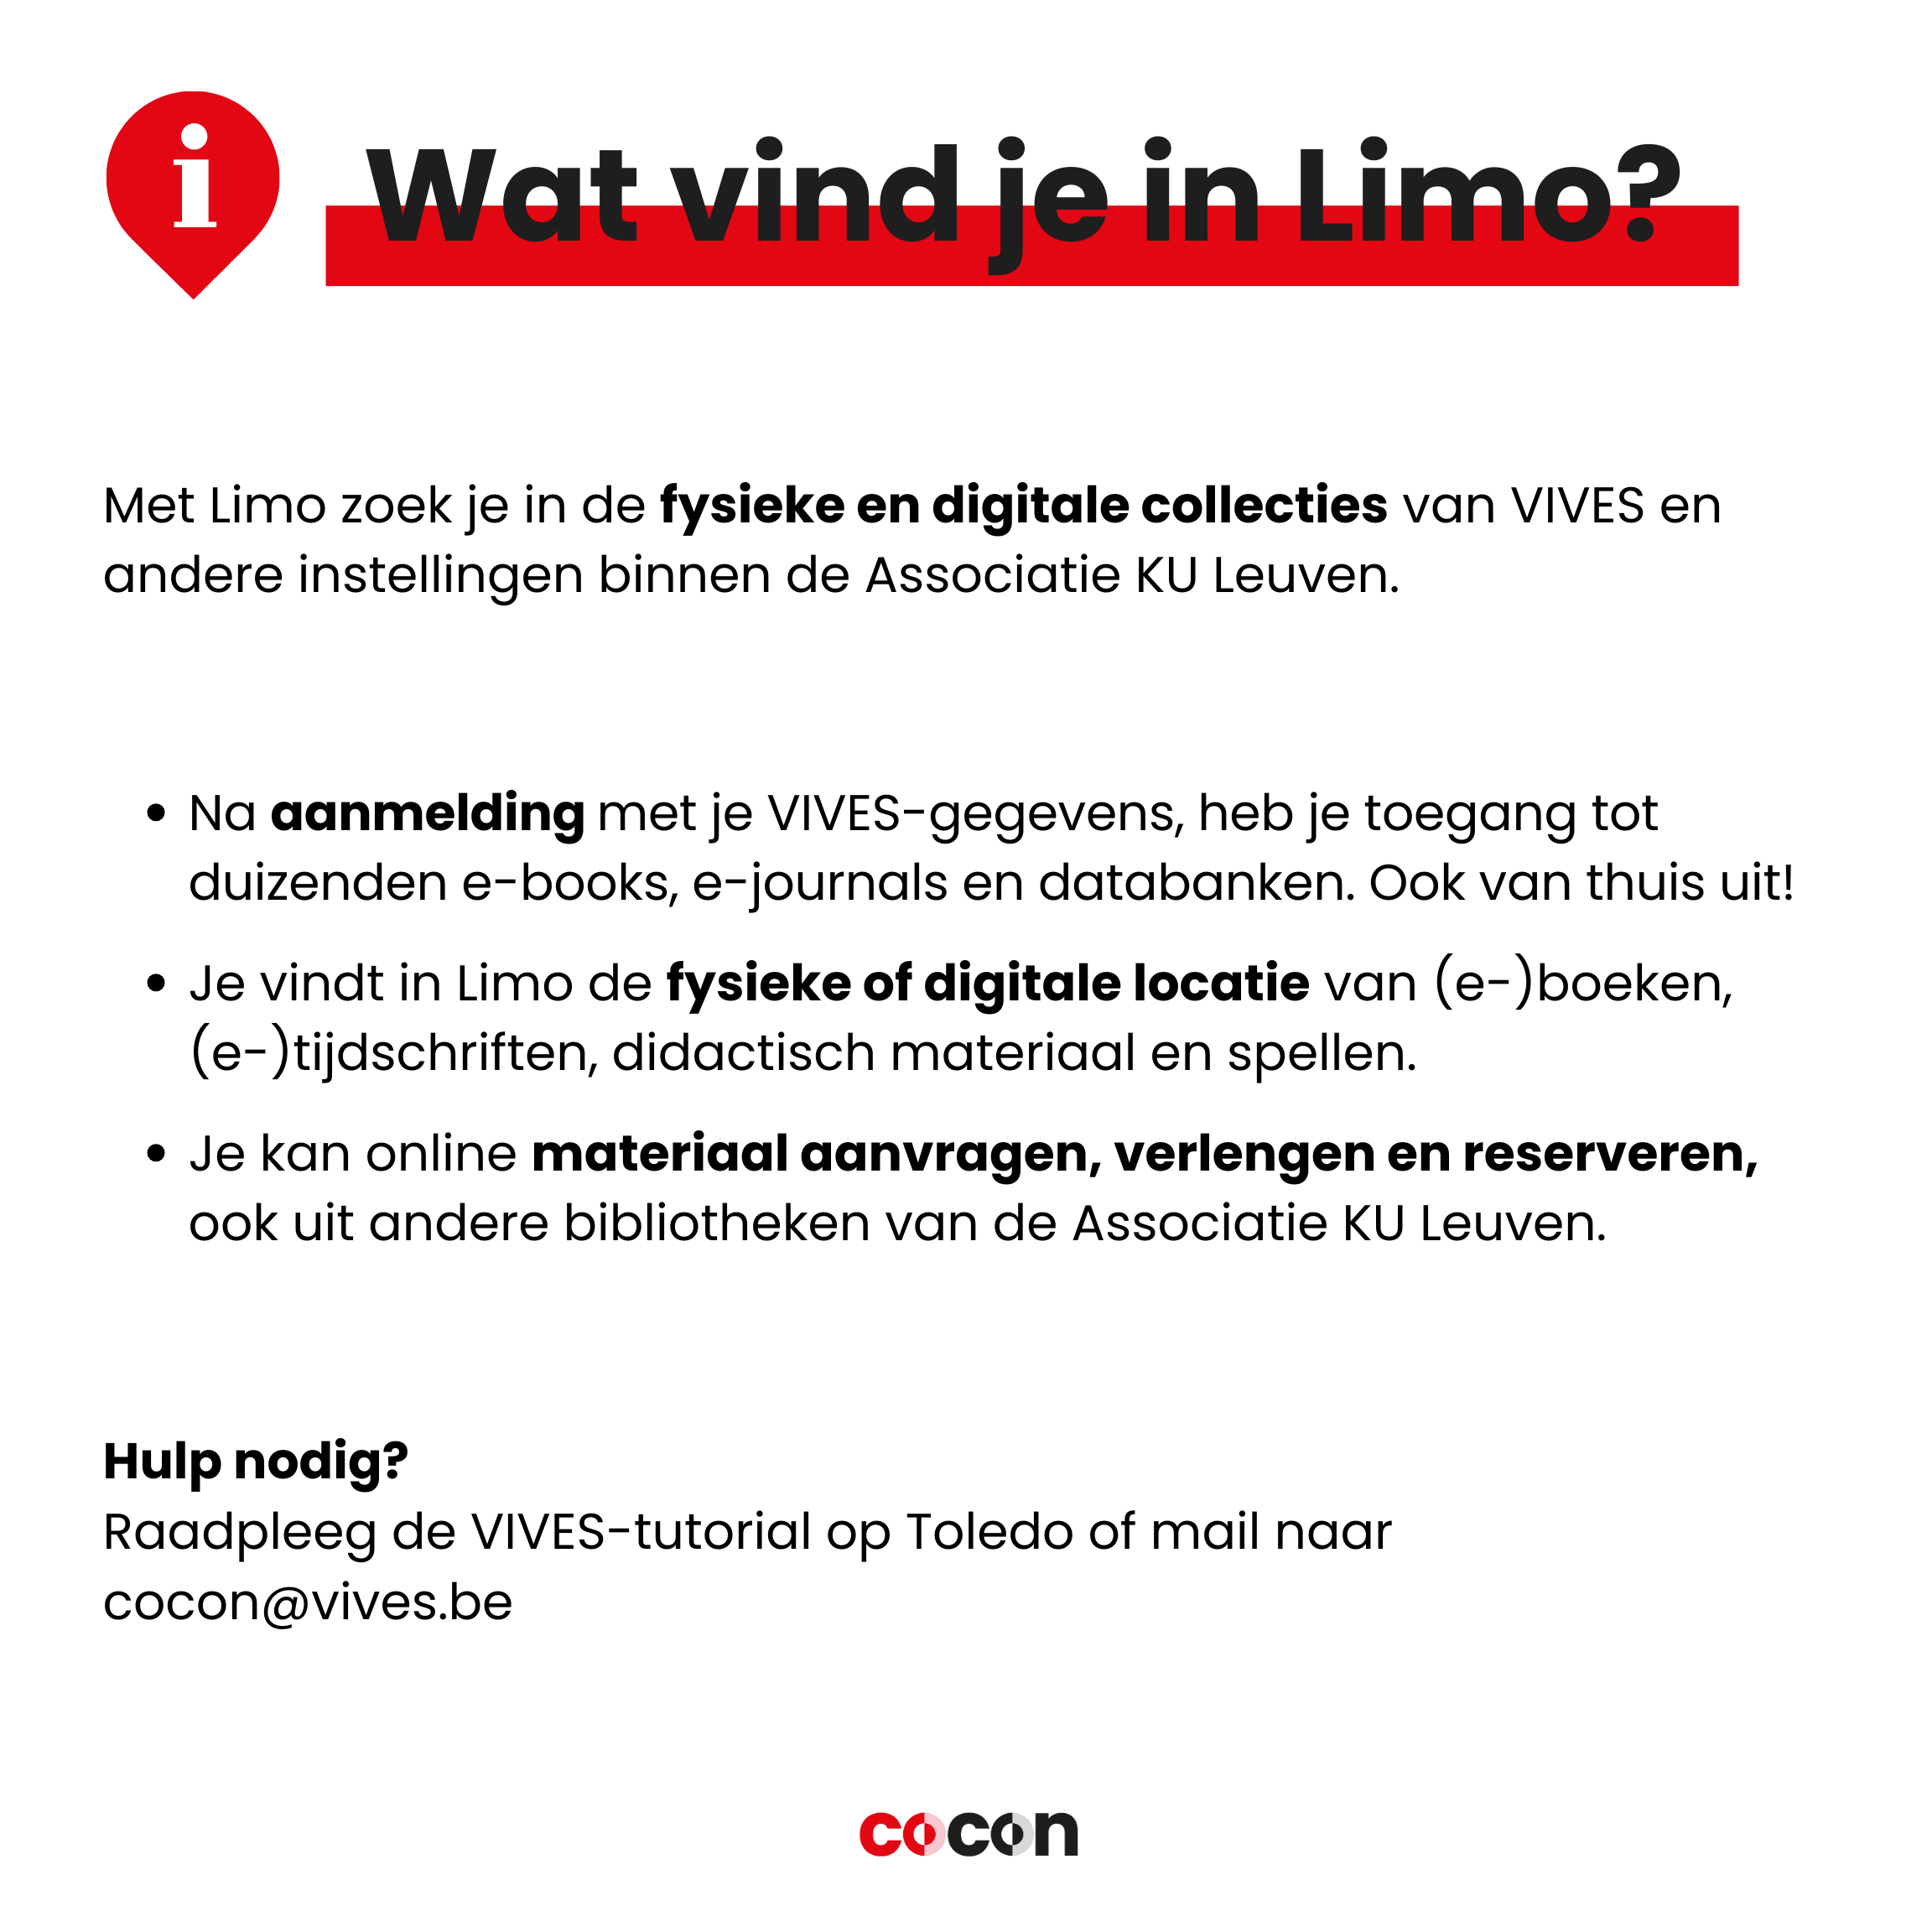 i
Wat vind je in Limo?
Met Limo zoek je in de fysieke en digitale collecties van VIVES en
andere instellingen binnen de Associatie KU Leuven.
• Na aanmelding met je VIVES-gegevens, heb je toegang tot
duizenden e-books, e-journals en databanken. Ook van thuis uit!
• Je vindt in Limo de fysieke of digitale locatie van (e-)boeken,
(e-)tijdschriften, didactisch materiaal en spellen.
• Je kan online materiaal aanvragen, verlengen en reserveren,
ook uit andere bibliotheken van de Associatie KU Leuven.
Hulp nodig?
Raadpleeg de VIVES-tutorial op Toledo of mail naar
cocon@vives.be
cocon